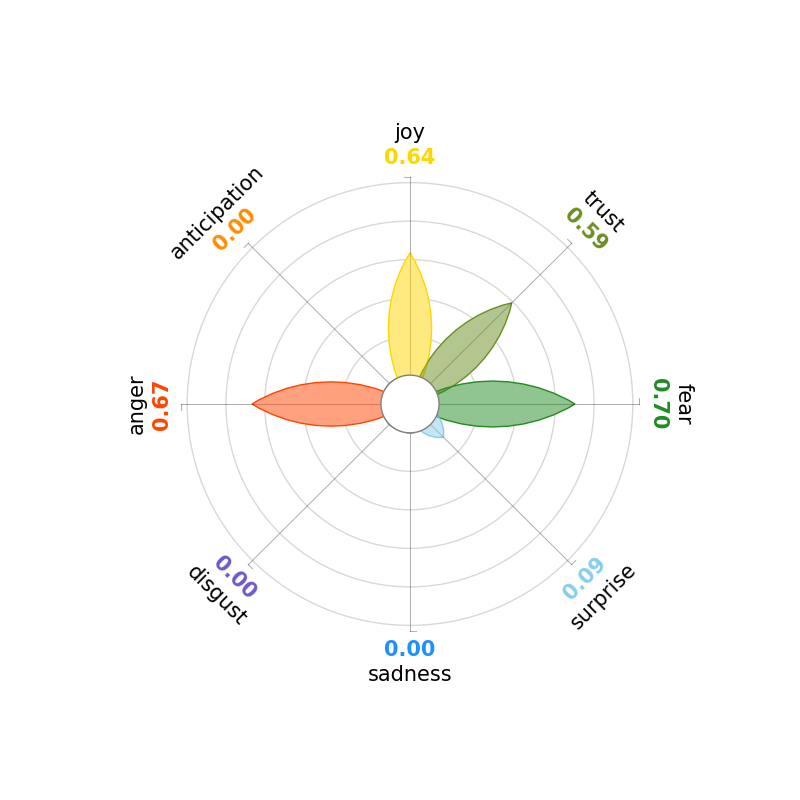 joy
0.64
trust
0.59
fear
0.70
surprise
0.09
0.00
sadness
disgust
0.00
anger
0.67
anticipation
0.00